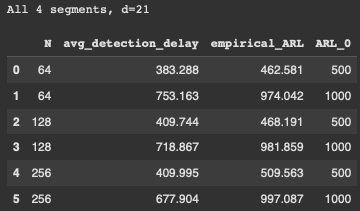 All 4 segments, d=21
N avg_detection_delay empirical_ARL ARL_0
0 64 383.288 462.581 500
1 64 753.163 974.042 1000
2 128 409.744 468.191 500
3 128 718.867 981.859 1000
4 256 409.995 509.563 500
5 256 677.904 997.087 1000